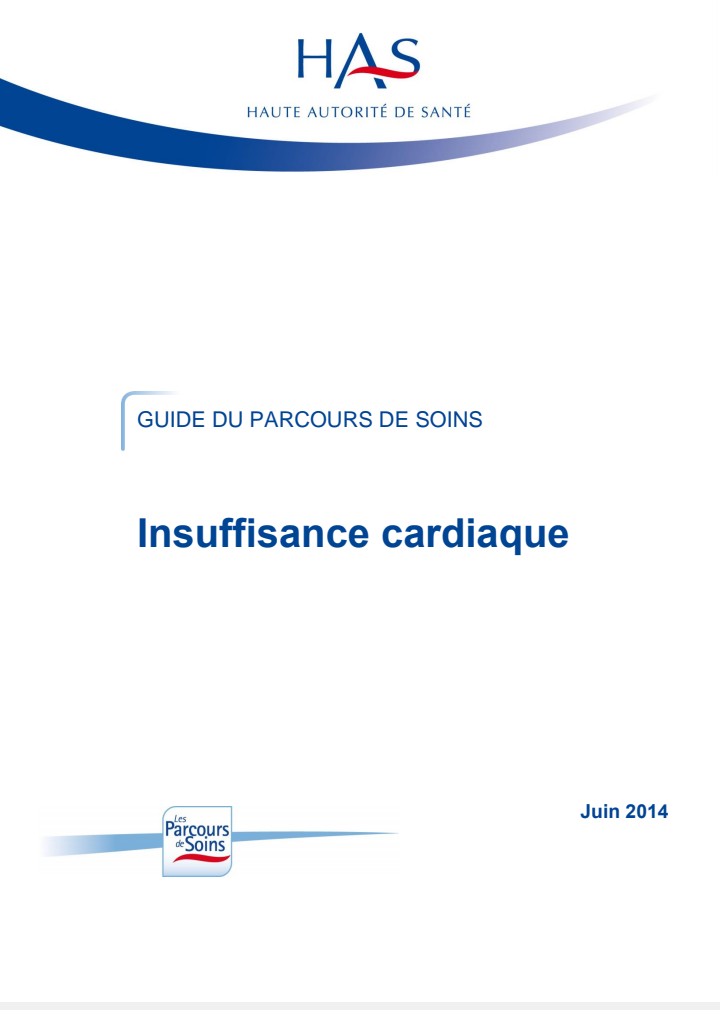 HAS
HAUTE AUTORITÉ DE SANTÉ
GUIDE DU PARCOURS DE SOINS
Insuffisance cardiaque
Juin 2014
Les
Parcours
de Soins